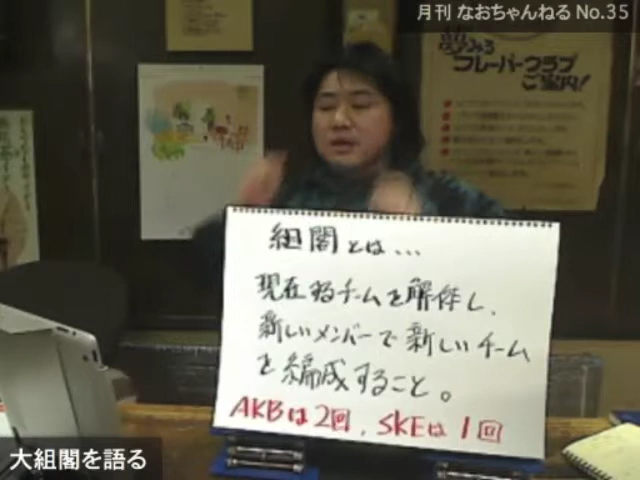 月刊 なおちゃんねる No.35
フレーバークラブ
ご案内!
組閣とは...
現在あるチームを解体し、
新しいメンバーで新しいチーム
を編成すること。
AKBは2回、SKEは1回
大組閣を語る